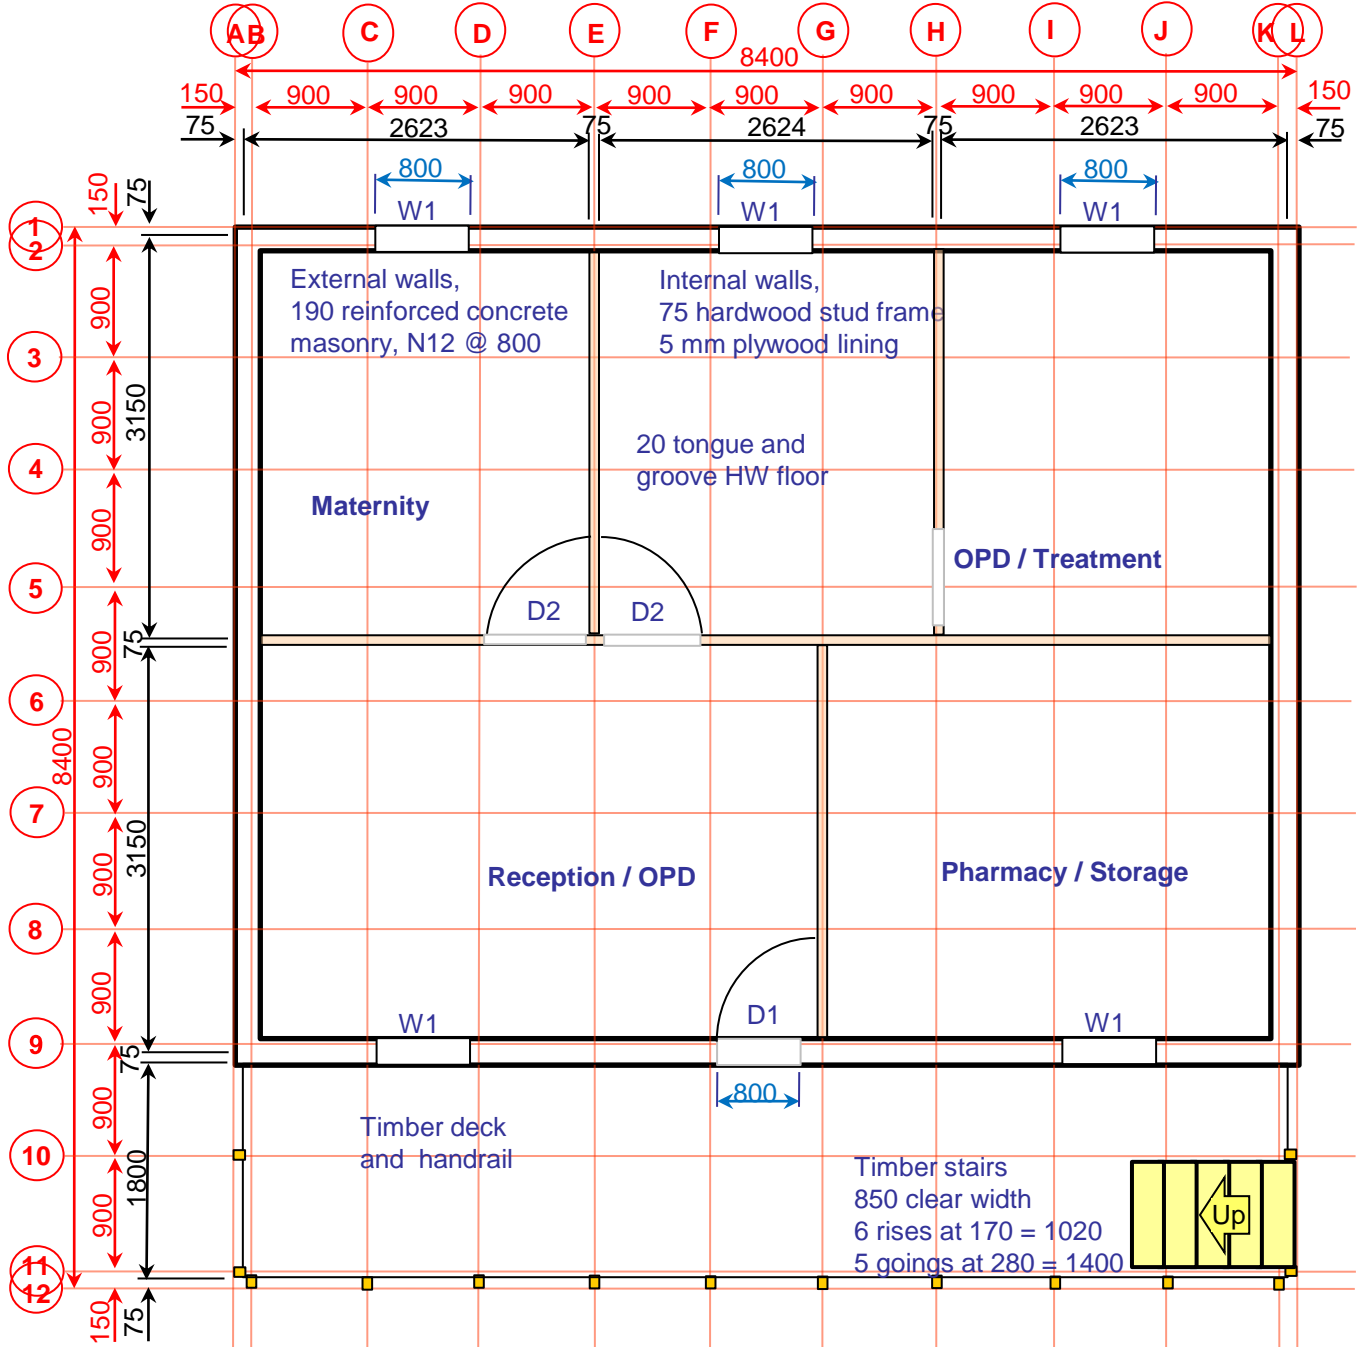 A B C D E F G H I J K L
8400
150 900 900 900 900 900 900 900 900 900 150
75 2623 75 2624 75 2623 75
800 800 800
W1 W1 W1
150 75
1
2
External walls,
190 reinforced concrete
masonry, N12 @ 800
Internal walls,
75 hardwood stud frame
5 mm plywood lining
900
3
3150
900
4
20 tongue and
groove HW floor
Maternity
900
OPD / Treatment
5
D2 D2
900
75
6
8400
900
7
3150
900
Reception / OPD
Pharmacy / Storage
8
900
D1
W1 W1
9
75
800
900
Timber deck
and handrail
10
1800
900
Timber stairs
850 clear width
6 rises at 170 = 1020
5 goings at 280 = 1400
Up
11
12
150 75